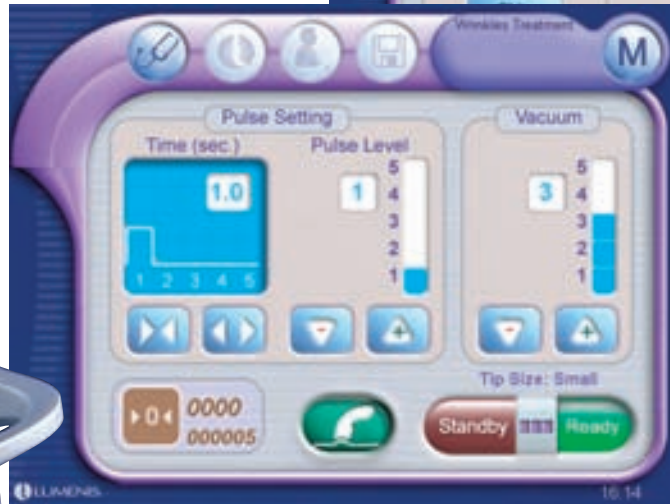 Wrinkles Treatment
M
Pulse Setting
Vacuum
Time (sec.)
Pulse Level
1.0
1
5
4
3
2
1
3
5
4
3
2
1
1 2 3 4 5
- +
- +
Tip Size: Small
▸0◂
0000
000005
Standby
Ready
LUMENIS
16:14